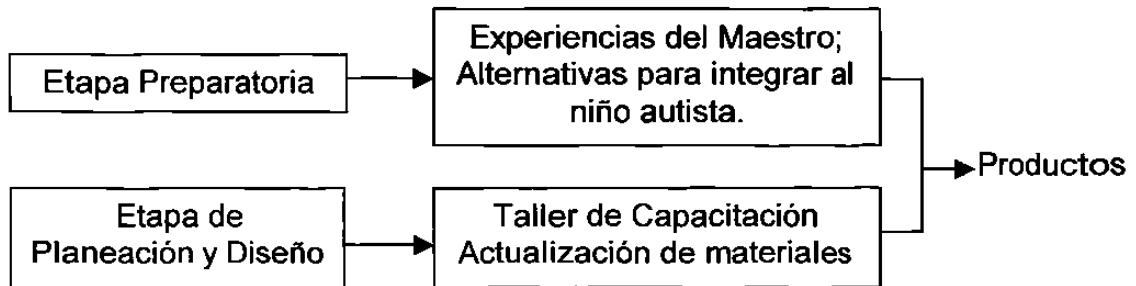 Etapa Preparatoria
Experiencias del Maestro;
Alternativas para integrar al
niño autista.
Etapa de
Planeación y Diseño
Taller de Capacitación
Actualización de materiales
Productos